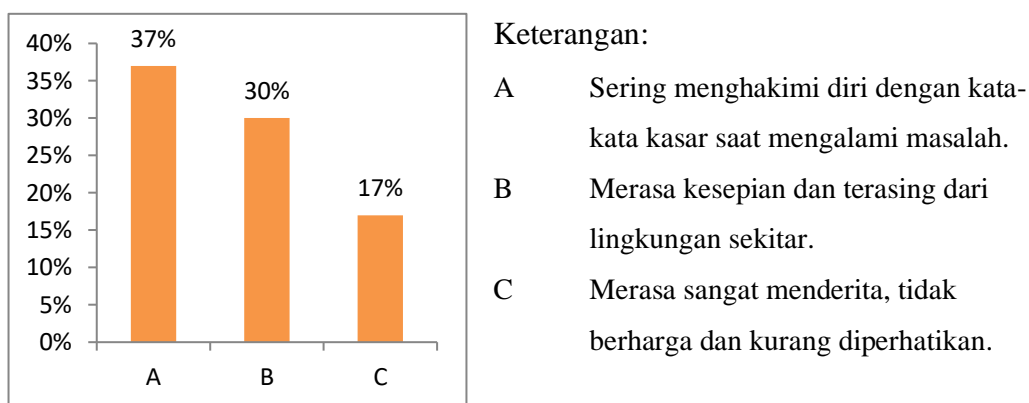 40%
35%
30%
25%
20%
15%
10%
5%
0%
37%
30%
17%
A
B
C
Keterangan:
A Sering menghakimi diri dengan kata-
kata kasar saat mengalami masalah.
B Merasa kesepian dan terasing dari
lingkungan sekitar.
C Merasa sangat menderita, tidak
berharga dan kurang diperhatikan.